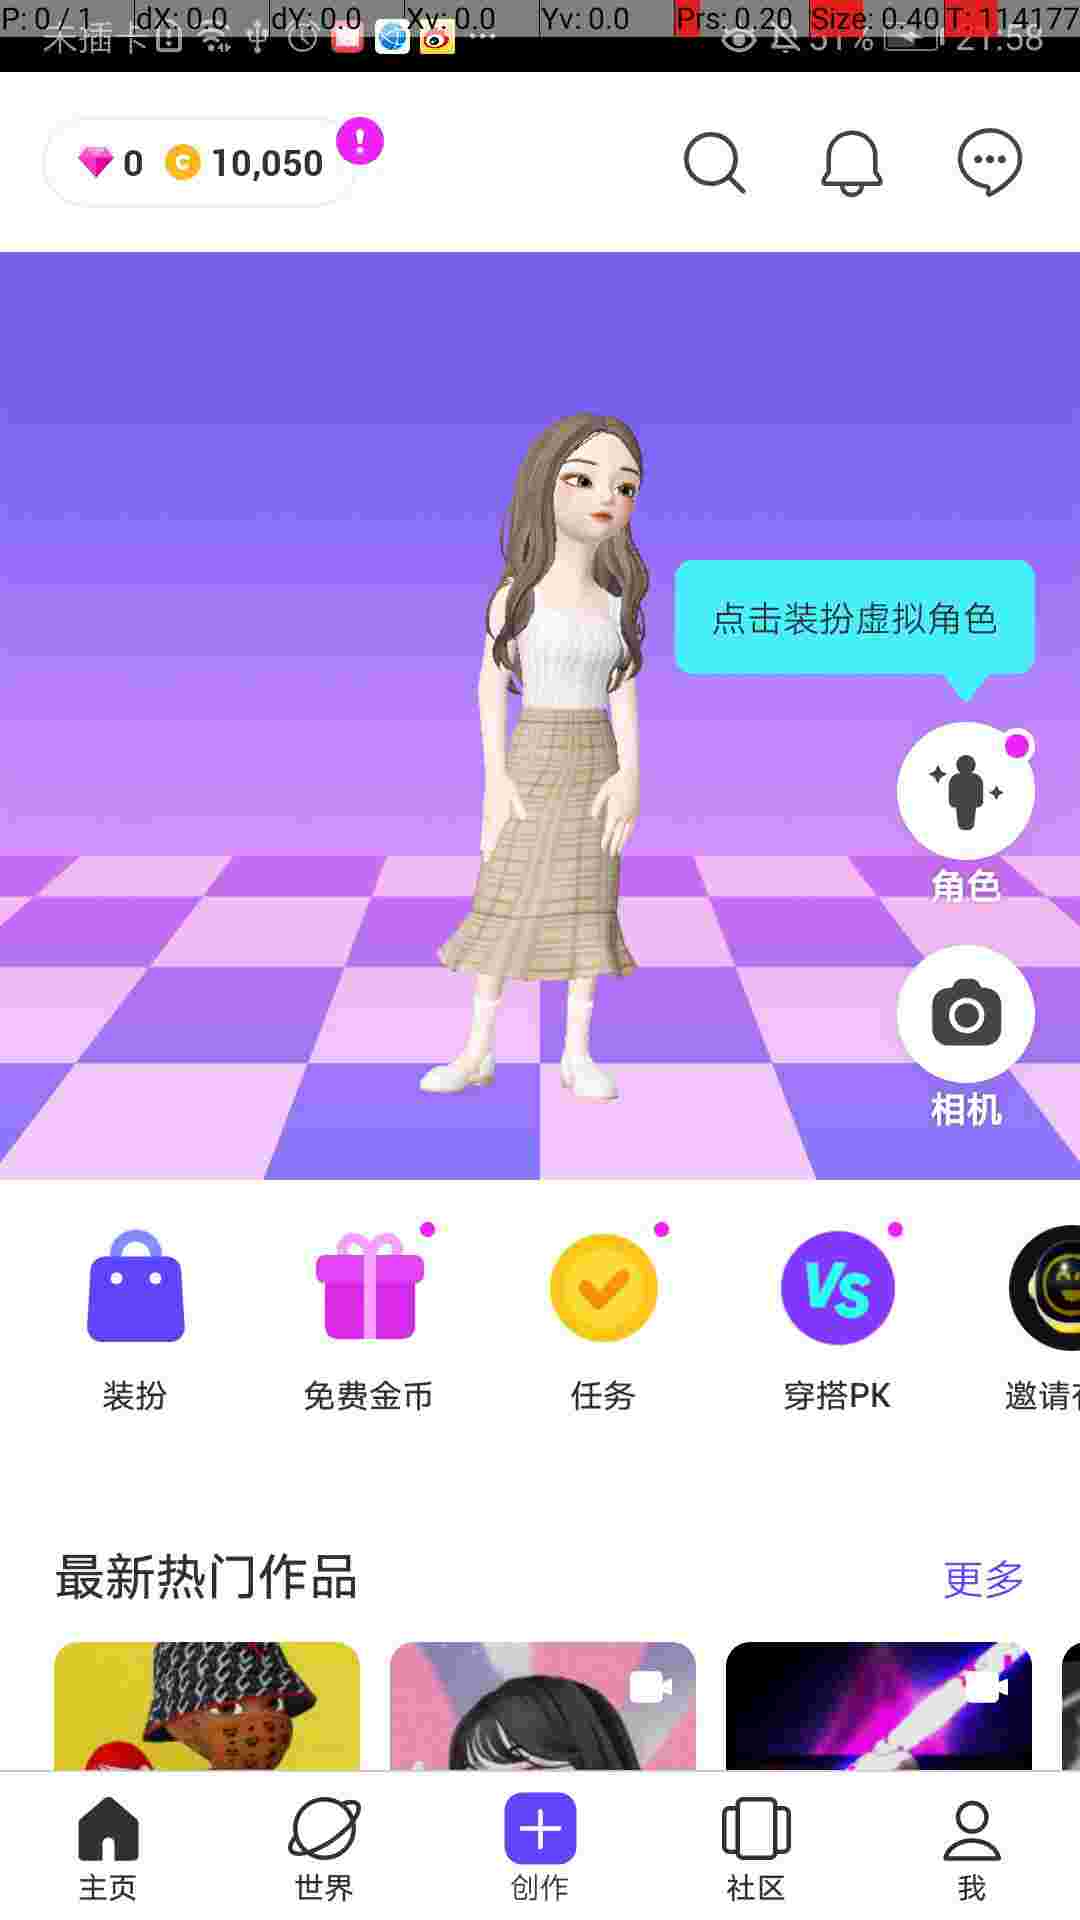 P: 0 / 1 dX: 0.0 dY: 0.0 Xv: 0.0 Yv: 0.0 Prs: 0.20 Size: 0.40 T: 114177
未插卡 51% 21:58
0 C 10,050 !
点击装扮虚拟角色
角色
相机
VS
装扮 免费金币 任务 穿搭PK 邀请
最新热门作品 更多
主页 世界 创作 社区 我